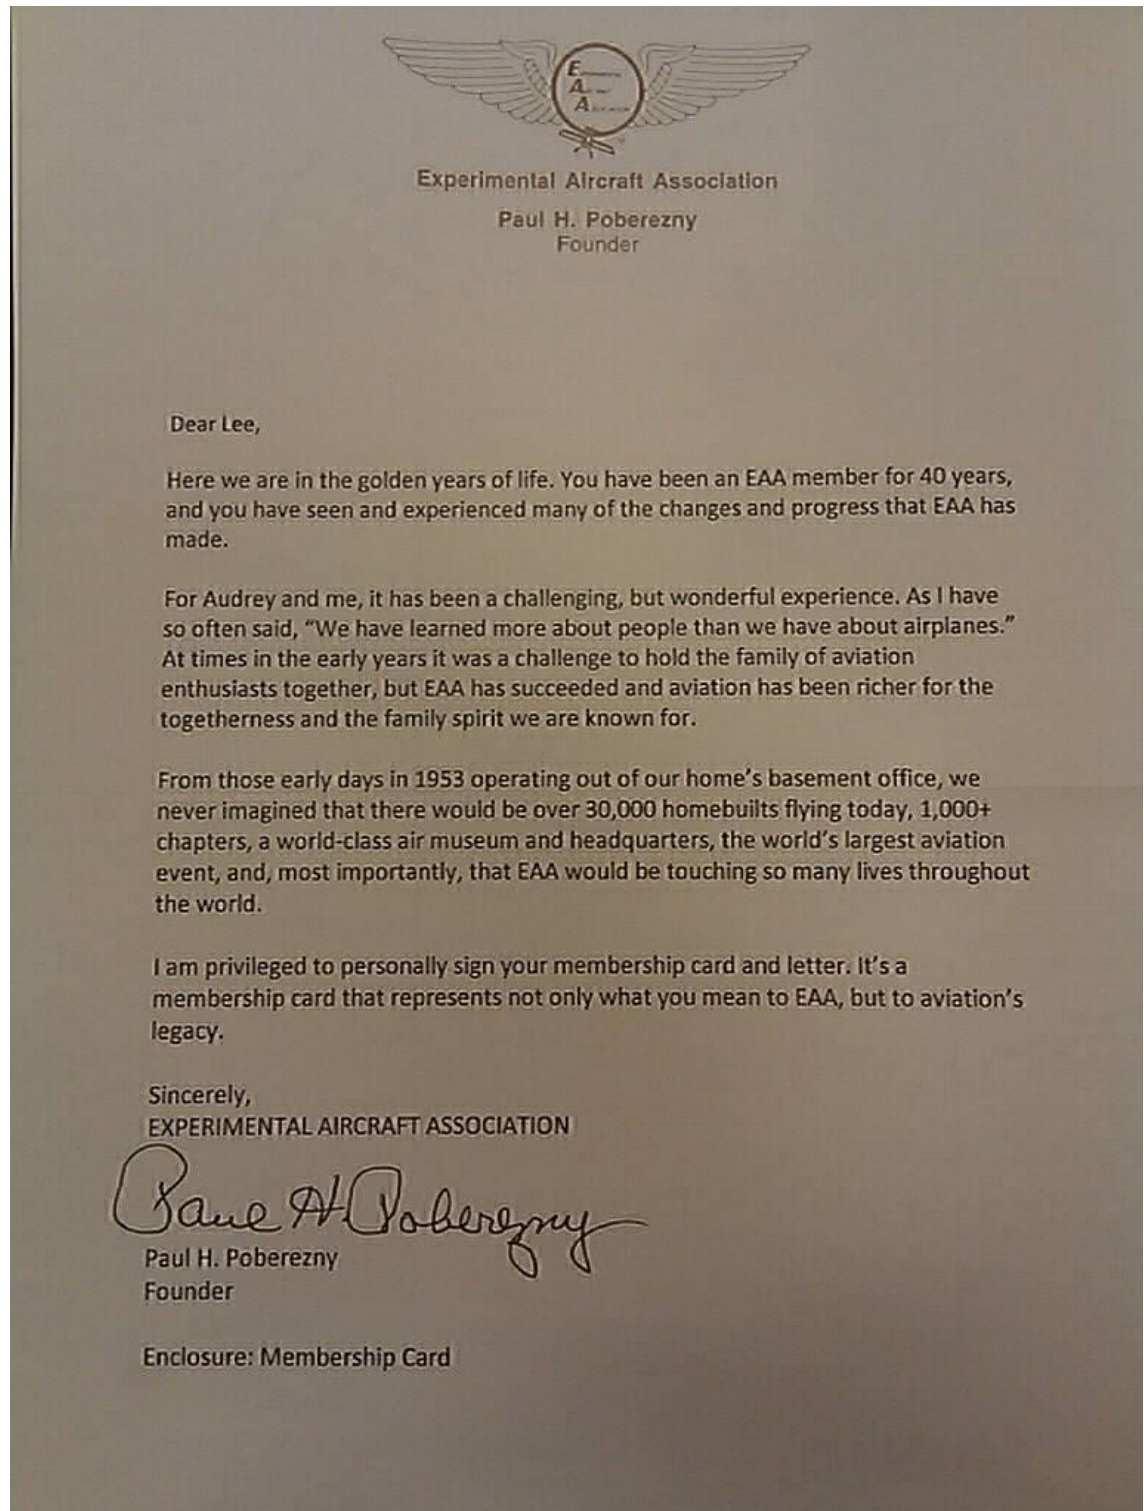 E
A
A
Experimental Aircraft Association
Paul H. Poberezny
Founder
Dear Lee,
Here we are in the golden years of life. You have been an EAA member for 40 years,
and you have seen and experienced many of the changes and progress that EAA has
made.
For Audrey and me, it has been a challenging, but wonderful experience. As I have
so often said, “We have learned more about people than we have about airplanes.”
At times in the early years it was a challenge to hold the family of aviation
enthusiasts together, but EAA has succeeded and aviation has been richer for the
togetherness and the family spirit we are known for.
From those early days in 1953 operating out of our home’s basement office, we
never imagined that there would be over 30,000 homebuilts flying today, 1,000+
chapters, a world-class air museum and headquarters, the world’s largest aviation
event, and, most importantly, that EAA would be touching so many lives throughout
the world.
I am privileged to personally sign your membership card and letter. It’s a
membership card that represents not only what you mean to EAA, but to aviation’s
legacy.
Sincerely,
EXPERIMENTAL AIRCRAFT ASSOCIATION
Paul H. Poberezny
Paul H. Poberezny
Founder
Enclosure: Membership Card